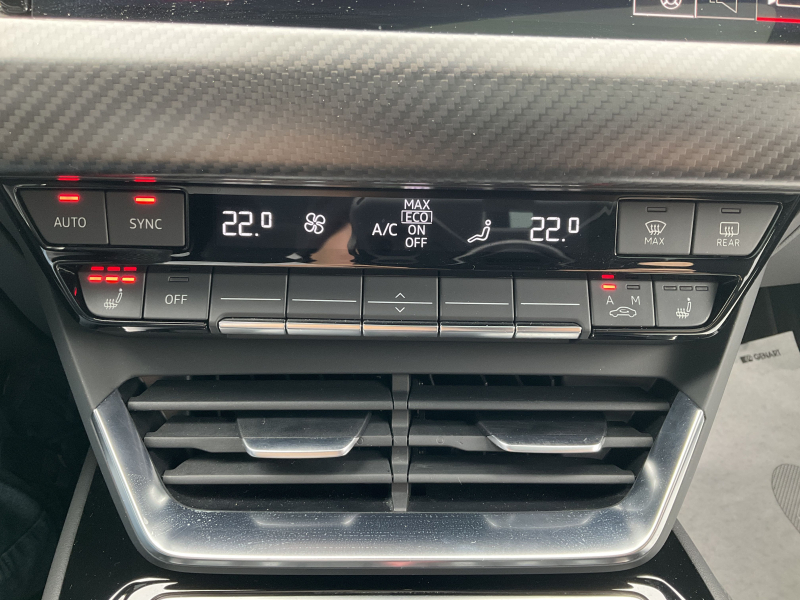 AUTO
SYNC
22.0
A/C
MAX
ECO
ON
OFF
22.0
MAX
REAR
OFF
A M
GENART